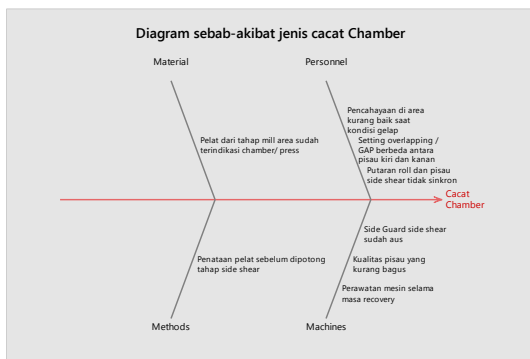 Diagram sebab-akibat jenis cacat Chamber
Material
Personnel
Pencahayaan di area
kurang baik saat
kondisi gelap
Pelat dari tahap mill area sudah
terindikasi chamber/ press
Setting overlapping /
GAP berbeda antara
pisau kiri dan kanan
Putaran roll dan pisau
side shear tidak sinkron
Cacat
Chamber
Side Guard side shear
sudah aus
Penataan pelat sebelum dipotong
tahap side shear
Kualitas pisau yang
kurang bagus
Perawatan mesin selama
masa recovery
Methods
Machines